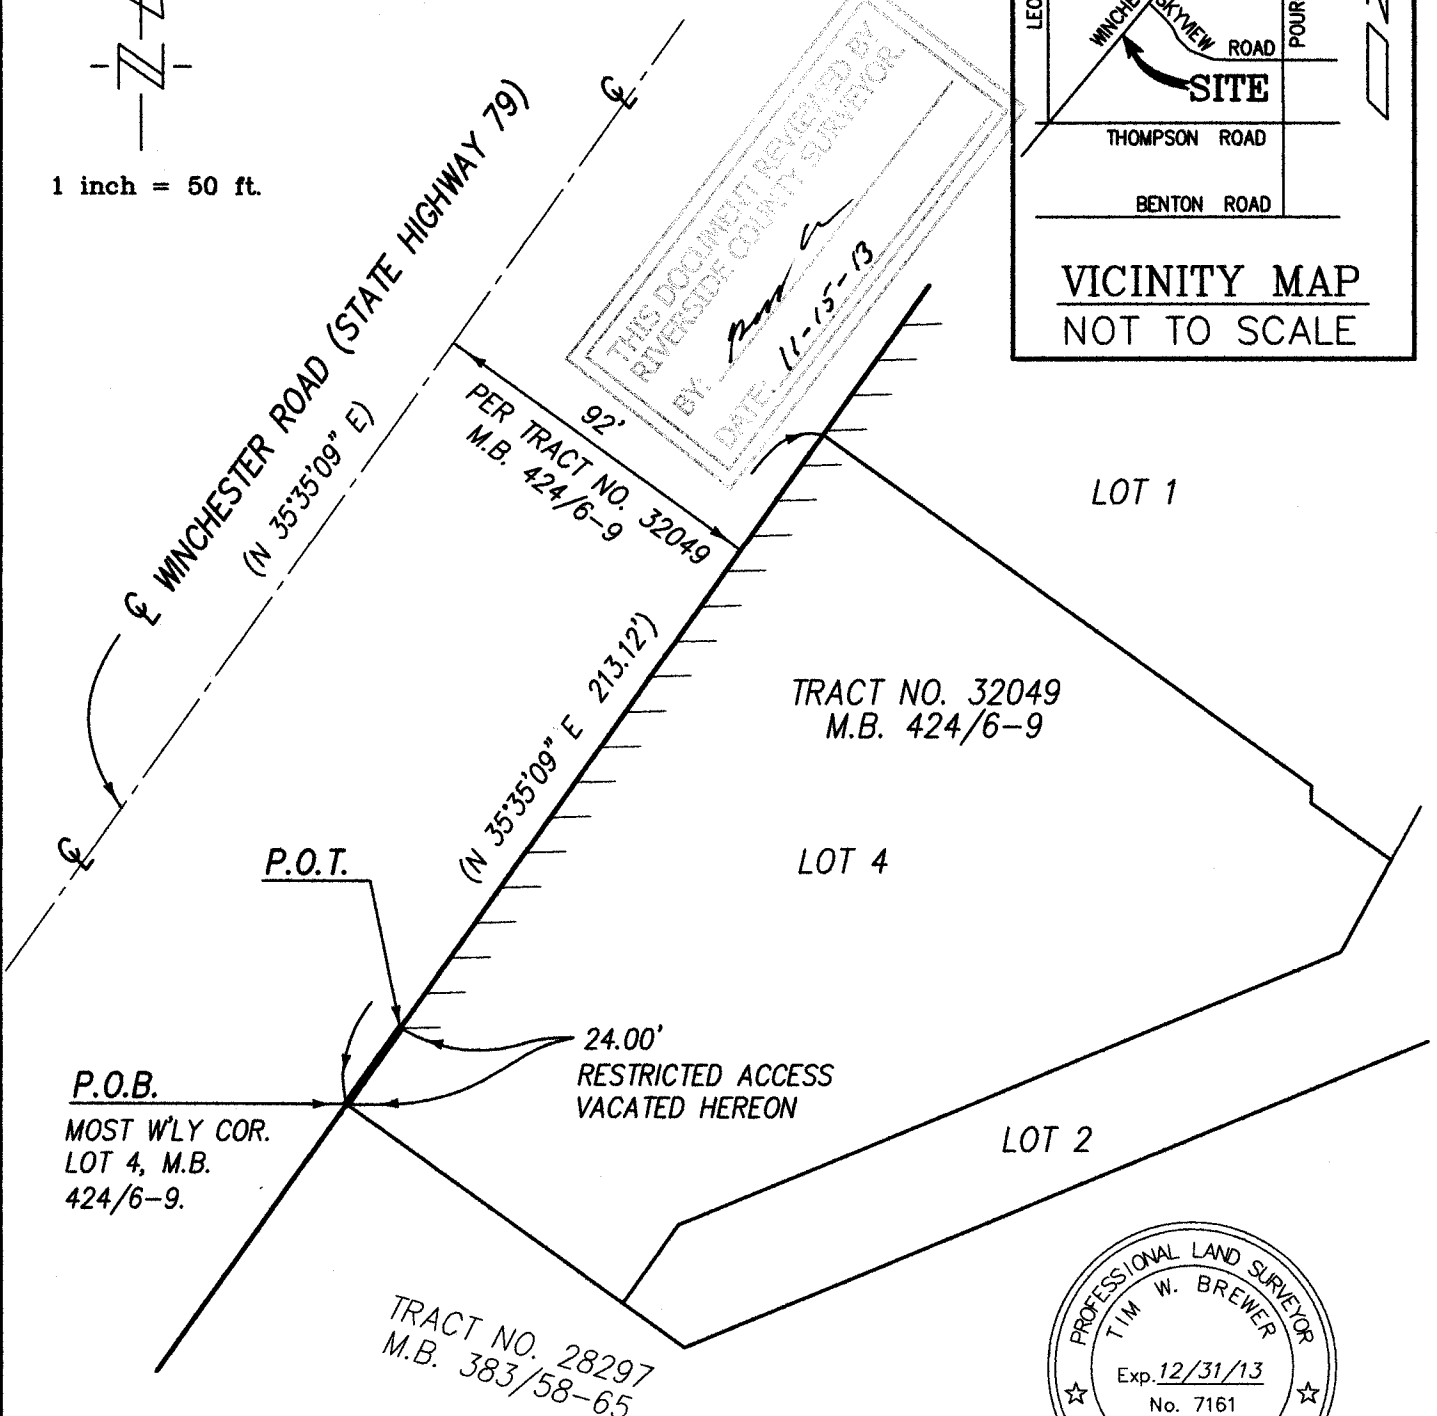 1 inch = 50 ft.
℄ WINCHESTER ROAD (STATE HIGHWAY 79)
(N 35°35'09" E)
℄
℄
THIS DOCUMENT REVIEWED BY
RIVERSIDE COUNTY SURVEYOR.
BY:
DATE: 11-15-13
SKYVIEW ROAD
SITE
THOMPSON ROAD
BENTON ROAD
VICINITY MAP
NOT TO SCALE
92'
PER TRACT NO. 32049
M.B. 424/6-9
LOT 1
(N 35°35'09" E 213.12')
TRACT NO. 32049
M.B. 424/6-9
LOT 4
P.O.T.
24.00'
RESTRICTED ACCESS
VACATED HEREON
P.O.B.
MOST W'LY COR.
LOT 4, M.B.
424/6-9.
LOT 2
TRACT NO. 28297
M.B. 383/58-65
PROFESSIONAL LAND SURVEYOR
TIM W. BREWER
Exp. 12/31/13
No. 7161